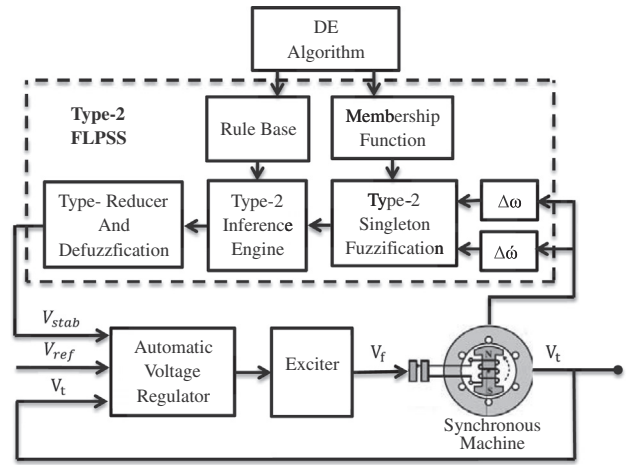 DE
Algorithm
Type-2
FLPSS
Rule Base
Membership
Function
Type- Reducer
And
Defuzzfication
Type-2
Inference
Engine
Type-2
Singleton
Fuzzification
Δω
Δώ
V_stab
V_ref
V_t
Automatic
Voltage
Regulator
Exciter
V_f
N
S
V_t
Synchronous
Machine